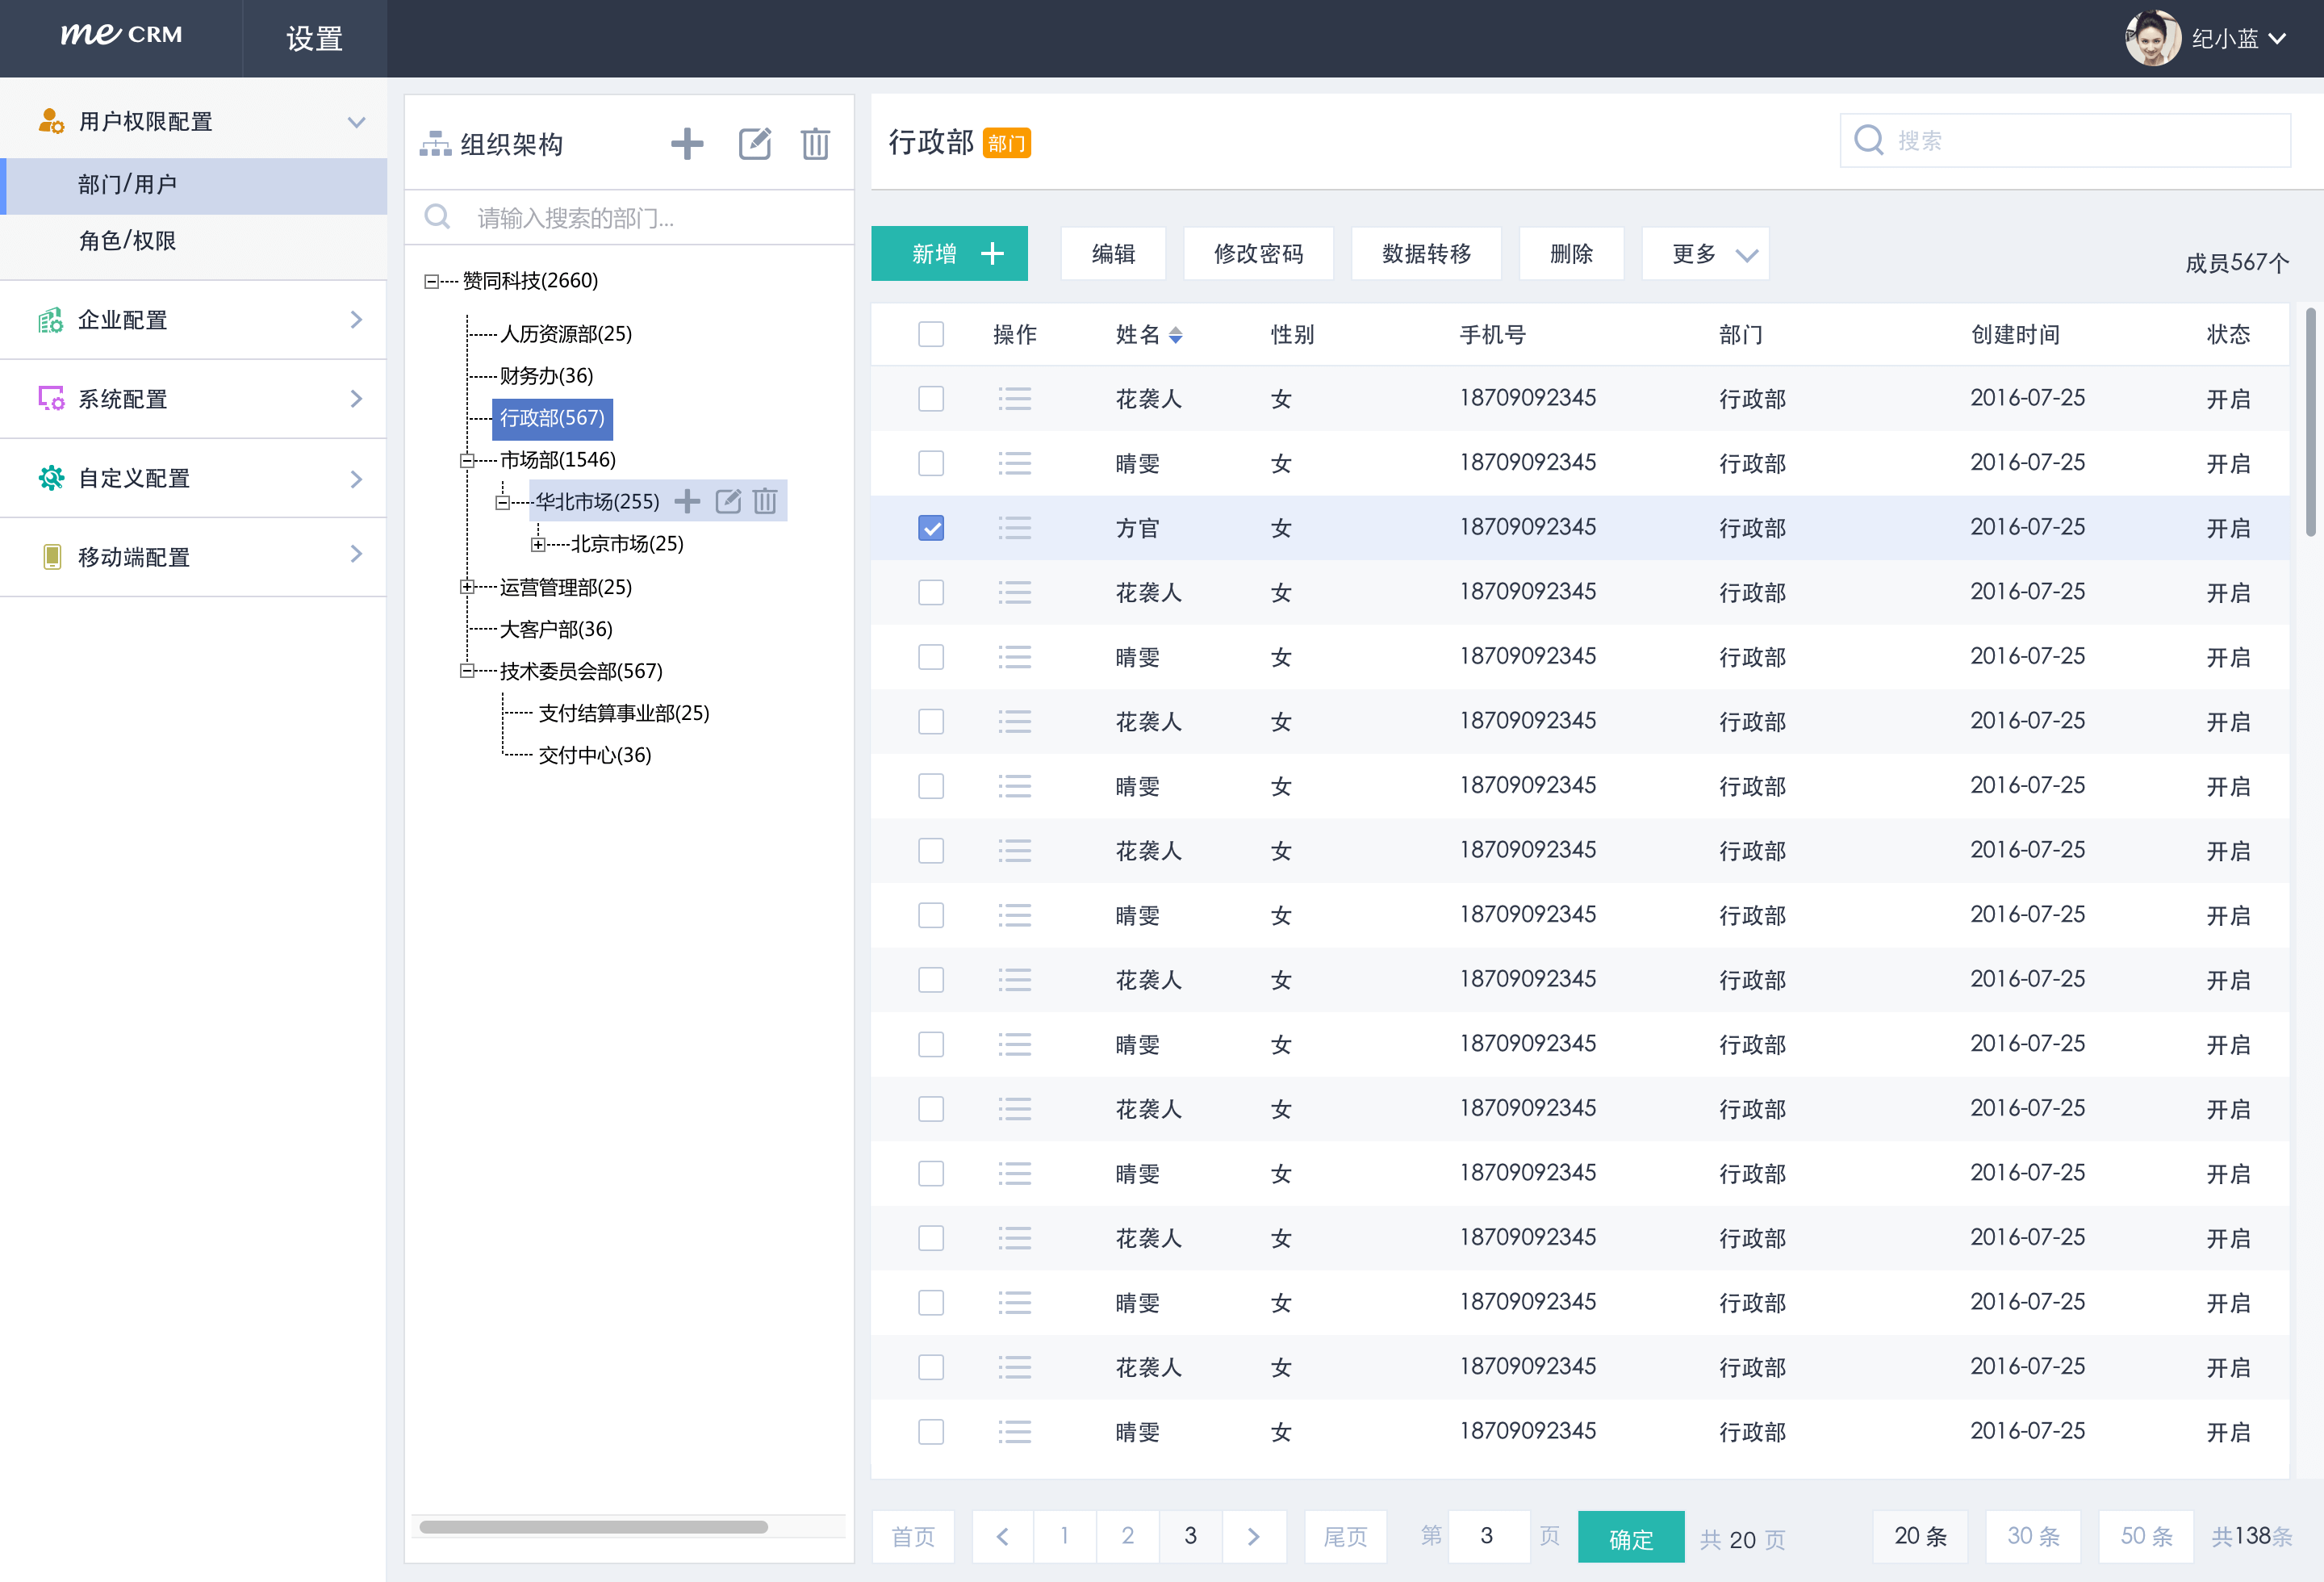 me CRM
设置
纪小蓝
用户权限配置
部门/用户
角色/权限
企业配置
系统配置
自定义配置
移动端配置
组织架构
请输入搜索的部门...
赞同科技(2660)
人历资源部(25)
财务办(36)
行政部(567)
市场部(1546)
华北市场(255)
北京市场(25)
运营管理部(25)
大客户部(36)
技术委员会部(567)
支付结算事业部(25)
交付中心(36)
行政部 部门
搜索
新增 编辑 修改密码 数据转移 删除 更多
成员567个
操作 姓名 性别 手机号 部门 创建时间 状态
花袭人 女 18709092345 行政部 2016-07-25 开启
晴雯 女 18709092345 行政部 2016-07-25 开启
方官 女 18709092345 行政部 2016-07-25 开启
花袭人 女 18709092345 行政部 2016-07-25 开启
晴雯 女 18709092345 行政部 2016-07-25 开启
花袭人 女 18709092345 行政部 2016-07-25 开启
晴雯 女 18709092345 行政部 2016-07-25 开启
花袭人 女 18709092345 行政部 2016-07-25 开启
晴雯 女 18709092345 行政部 2016-07-25 开启
花袭人 女 18709092345 行政部 2016-07-25 开启
晴雯 女 18709092345 行政部 2016-07-25 开启
花袭人 女 18709092345 行政部 2016-07-25 开启
晴雯 女 18709092345 行政部 2016-07-25 开启
花袭人 女 18709092345 行政部 2016-07-25 开启
晴雯 女 18709092345 行政部 2016-07-25 开启
花袭人 女 18709092345 行政部 2016-07-25 开启
晴雯 女 18709092345 行政部 2016-07-25 开启
首页 1 2 3 尾页 第 3 页 确定 共 20 页 20 条 30 条 50 条 共138条